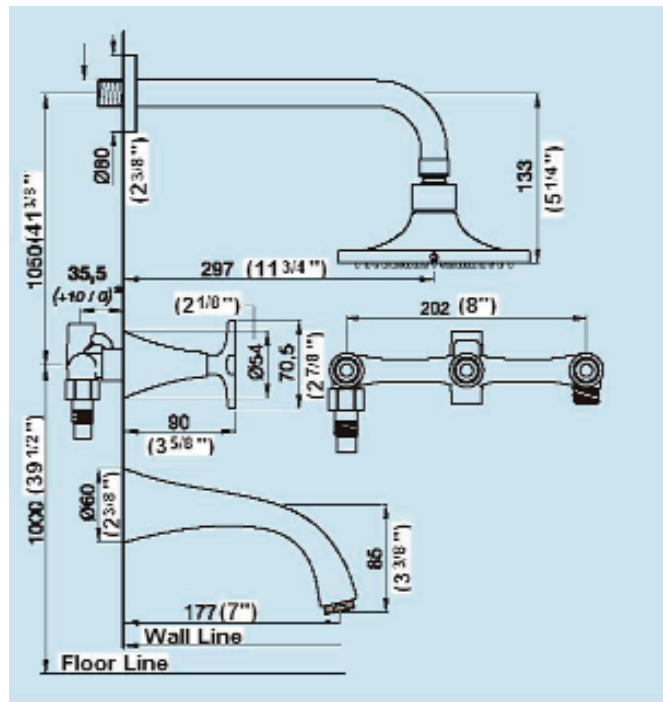 Ø80
(2 3/8")
133
(5 1/4")
1050 (41 3/8")
35,5
(+10 / 0)
297 (11 3/4")
(2 1/8")
202 (8")
Ø54
70,5
(2 7/8")
90
(3 5/8")
1000 (39 1/2")
Ø60
(2 3/8")
85
(3 3/8")
177 (7")
Wall Line
Floor Line